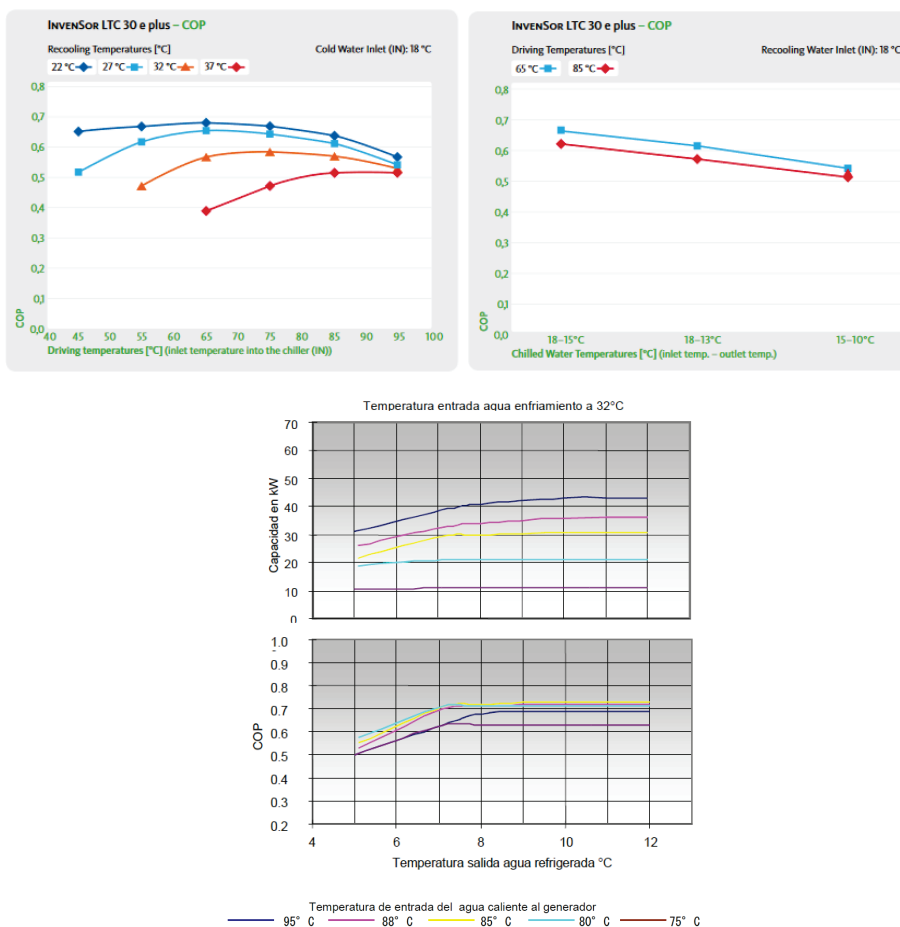 INVENSOR LTC 30 e plus – COP
Recooling Temperatures [°C]
Cold Water Inlet (IN): 18 °C
22 °C 27 °C 32 °C 37 °C
0,8
0,7
0,6
0,5
0,4
0,3
0,2
0,1
0,0
COP
40 45 50 55 60 65 70 75 80 85 90 95 100
Driving temperatures [°C] (inlet temperature into the chiller (IN))
INVENSOR LTC 30 e plus – COP
Driving Temperatures [°C]
Recooling Water Inlet (IN): 18 °C
65 °C 85 °C
0,8
0,7
0,6
0,5
0,4
0,3
0,2
0,1
0,0
COP
18–15°C 18–13°C 15–10°C
Chilled Water Temperatures [°C] (inlet temp. – outlet temp.)
Temperatura entrada agua enfriamiento a 32°C
70
60
50
40
30
20
10
0
Capacidad en kW
1.0
0.9
0.8
0.7
0.6
0.5
0.4
0.3
0.2
COP
4 6 8 10 12
Temperatura salida agua refrigerada °C
Temperatura de entrada del agua caliente al generador
95° C 88° C 85° C 80° C 75° C